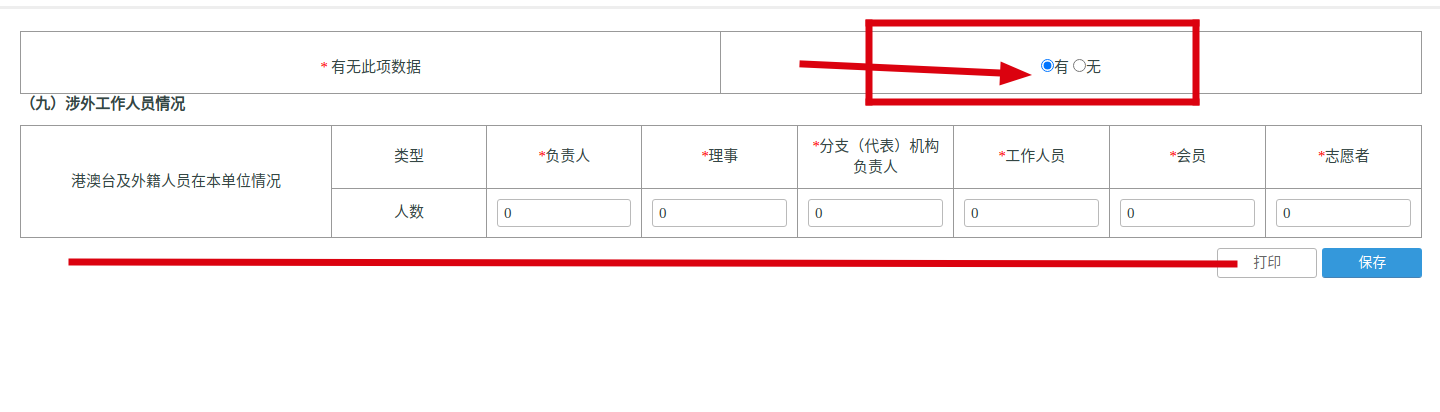 * 有无此项数据
有 无
（九）涉外工作人员情况
港澳台及外籍人员在本单位情况
类型
*负责人
*理事
*分支（代表）机构
负责人
*工作人员
*会员
*志愿者
人数
0
0
0
0
0
0
打印
保存